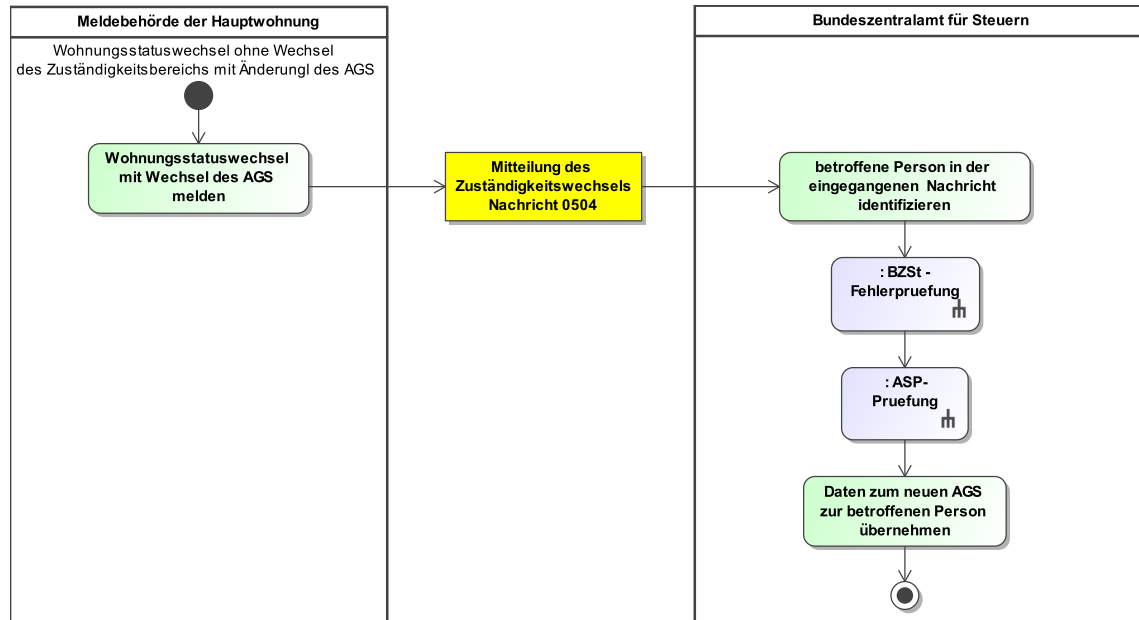 Meldebehörde der Hauptwohnung
Wohnungsstatuswechsel ohne Wechsel
des Zuständigkeitsbereichs mit Änderungl des AGS
Wohnungsstatuswechsel
mit Wechsel des AGS
melden
Mitteilung des
Zuständigkeitswechsels
Nachricht 0504
Bundeszentralamt für Steuern
betroffene Person in der
eingegangenen Nachricht
identifizieren
: BZSt -
Fehlerpruefung
: ASP-
Pruefung
Daten zum neuen AGS
zur betroffenen Person
übernehmen